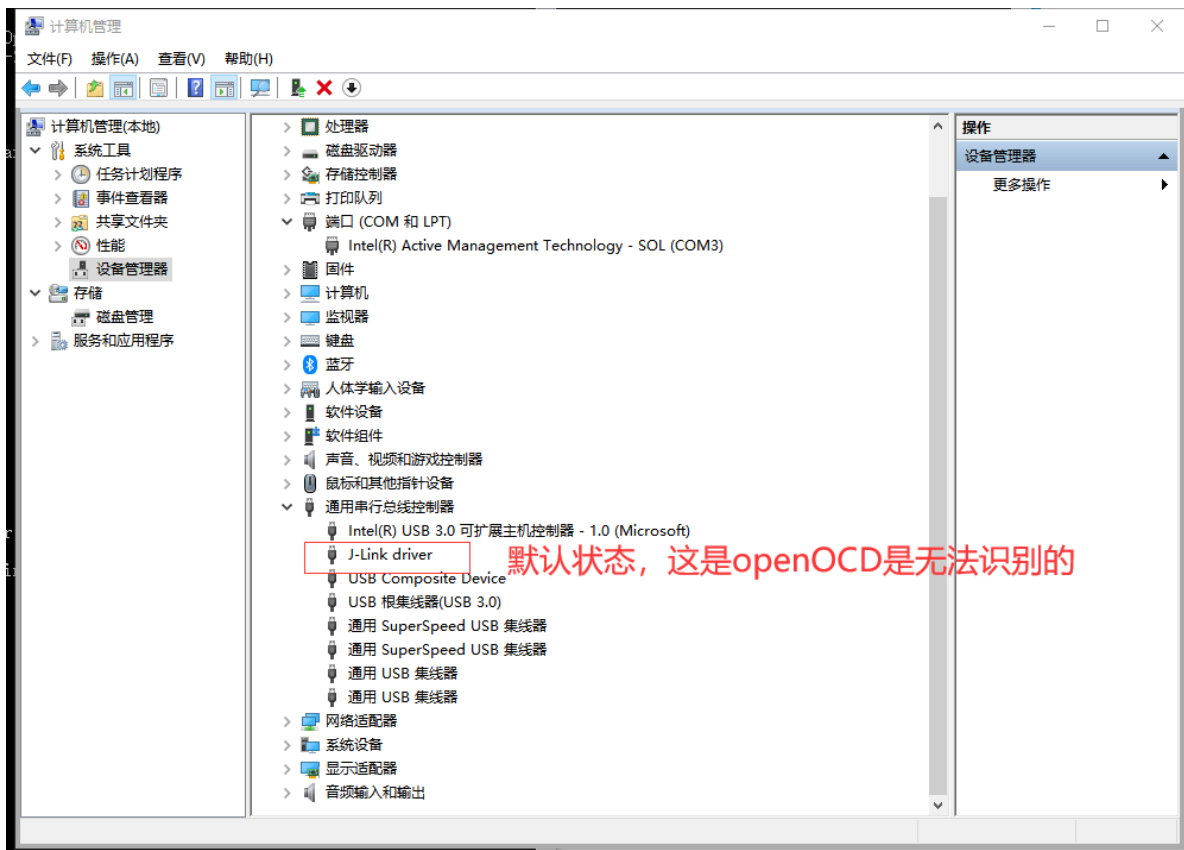 计算机管理
文件(F) 操作(A) 查看(V) 帮助(H)
计算机管理(本地)
系统工具
任务计划程序
事件查看器
共享文件夹
性能
设备管理器
存储
磁盘管理
服务和应用程序
处理器
磁盘驱动器
存储控制器
打印队列
端口 (COM 和 LPT)
Intel(R) Active Management Technology - SOL (COM3)
固件
计算机
监视器
键盘
蓝牙
人体学输入设备
软件设备
软件组件
声音、视频和游戏控制器
鼠标和其他指针设备
通用串行总线控制器
Intel(R) USB 3.0 可扩展主机控制器 - 1.0 (Microsoft)
J-Link driver
默认状态，这是openOCD是无法识别的
USB Composite Device
USB 根集线器(USB 3.0)
通用 SuperSpeed USB 集线器
通用 SuperSpeed USB 集线器
通用 USB 集线器
通用 USB 集线器
网络适配器
系统设备
显示适配器
音频输入和输出
操作
设备管理器
更多操作